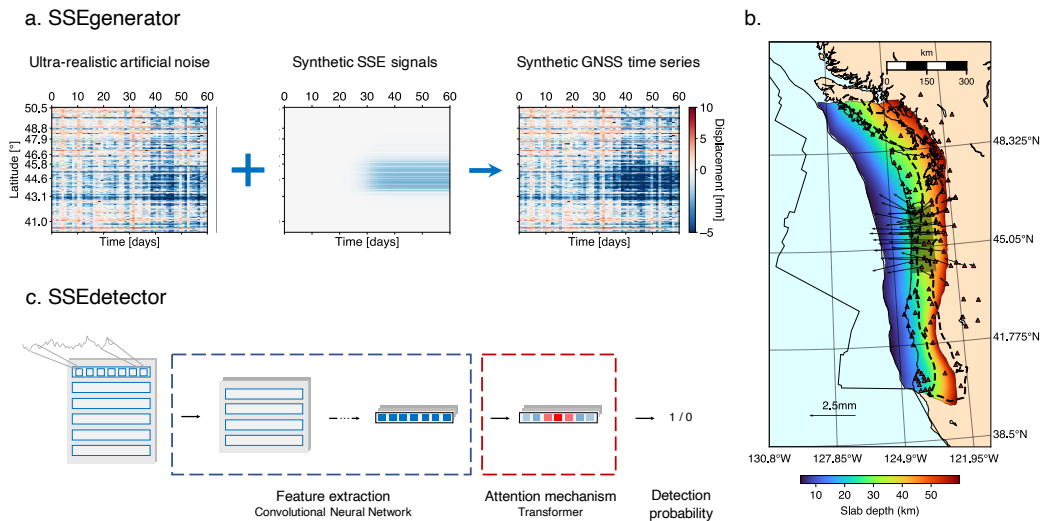 a. SSEgenerator
Ultra-realistic artificial noise
Synthetic SSE signals
Synthetic GNSS time series
0 10 20 30 40 50 60
0 10 20 30 40 50 60
0 10 20 30 40 50 60
50.5
48.8
47.9
46.6
45.8
44.6
43.1
41.0
Latitude [°]
Time [days]
Time [days]
Time [days]
10
5
0
−5
Displacement [mm]
b.
km
0 150 300
48.325°N
45.05°N
41.775°N
38.5°N
2.5mm
130.8°W 127.85°W 124.9°W 121.95°W
10 20 30 40 50
Slab depth (km)
c. SSEdetector
1 / 0
Feature extraction
Convolutional Neural Network
Attention mechanism
Transformer
Detection
probability